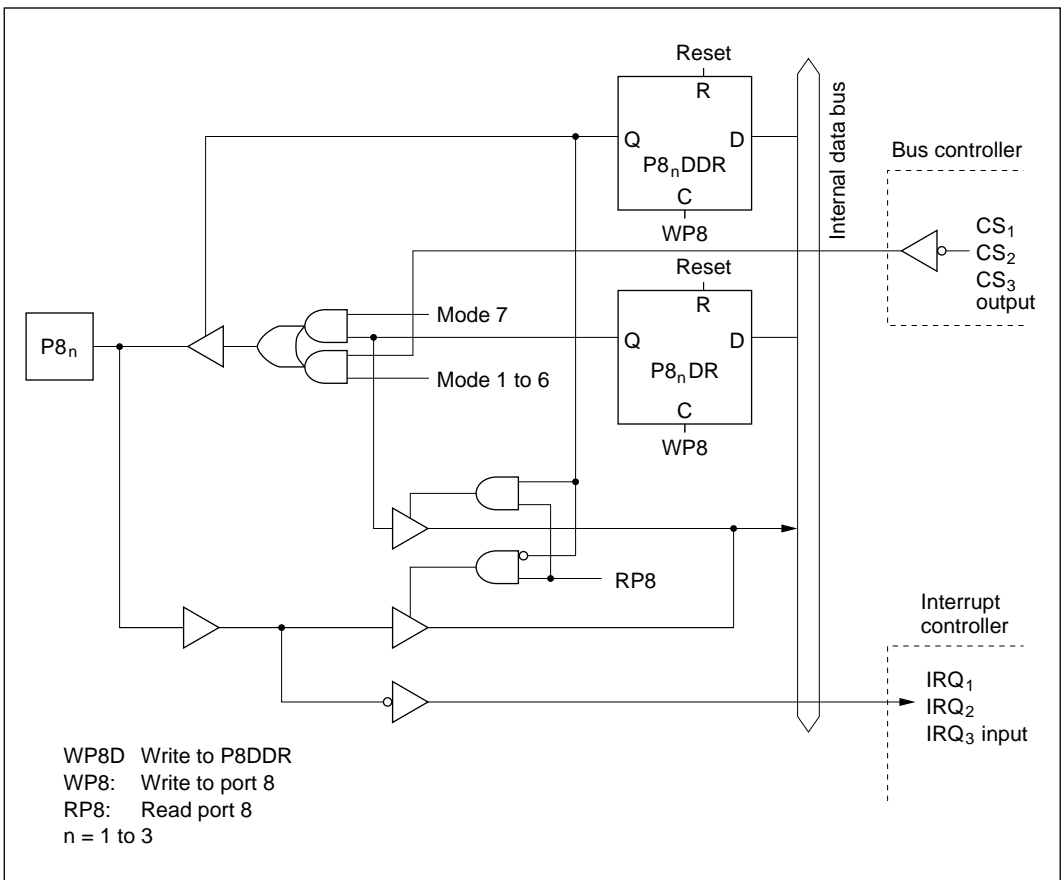 Reset
R
Q
D
P8nDDR
C
WP8
Internal data bus
Bus controller
CS1
CS2
CS3
output
Reset
R
Q
D
P8nDR
C
WP8
Mode 7
Mode 1 to 6
P8n
RP8
Interrupt
controller
IRQ1
IRQ2
IRQ3 input
WP8D Write to P8DDR
WP8: Write to port 8
RP8: Read port 8
n = 1 to 3